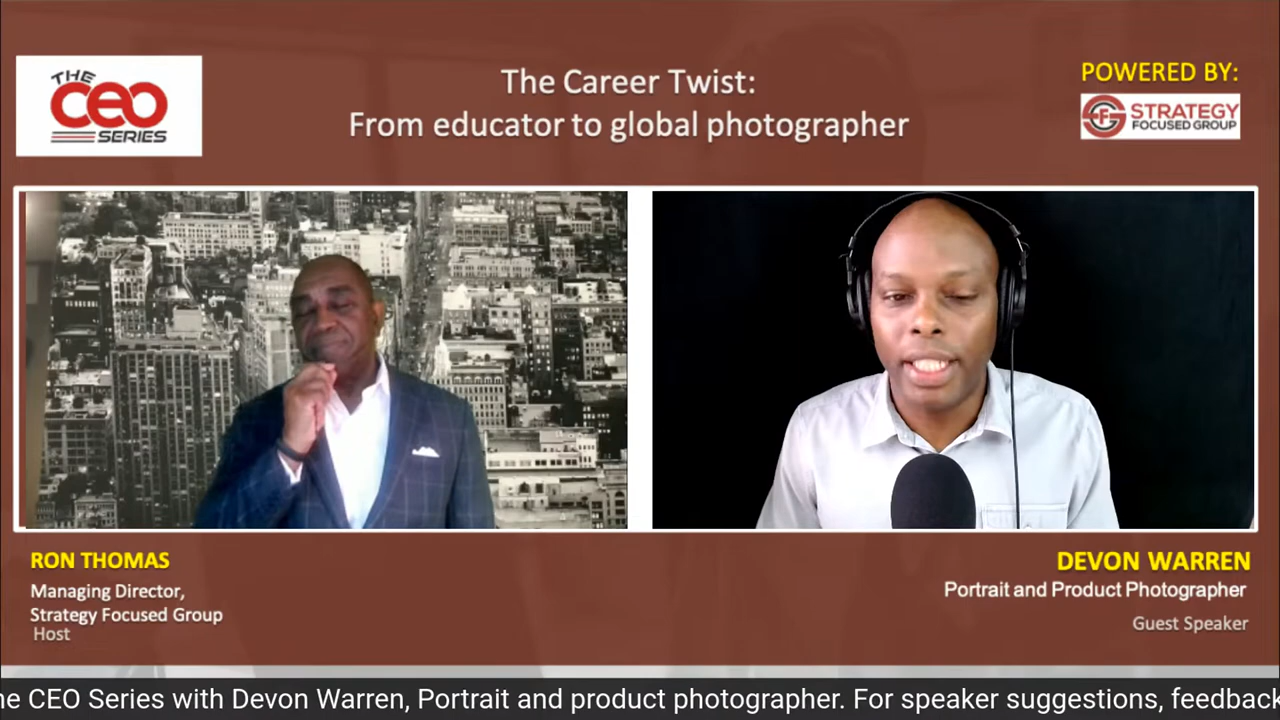 THE
ceo
SERIES
The Career Twist:
From educator to global photographer
POWERED BY:
STRATEGY
FOCUSED GROUP
RON THOMAS
Managing Director,
Strategy Focused Group
Host
DEVON WARREN
Portrait and Product Photographer
Guest Speaker
he CEO Series with Devon Warren, Portrait and product photographer. For speaker suggestions, feedback